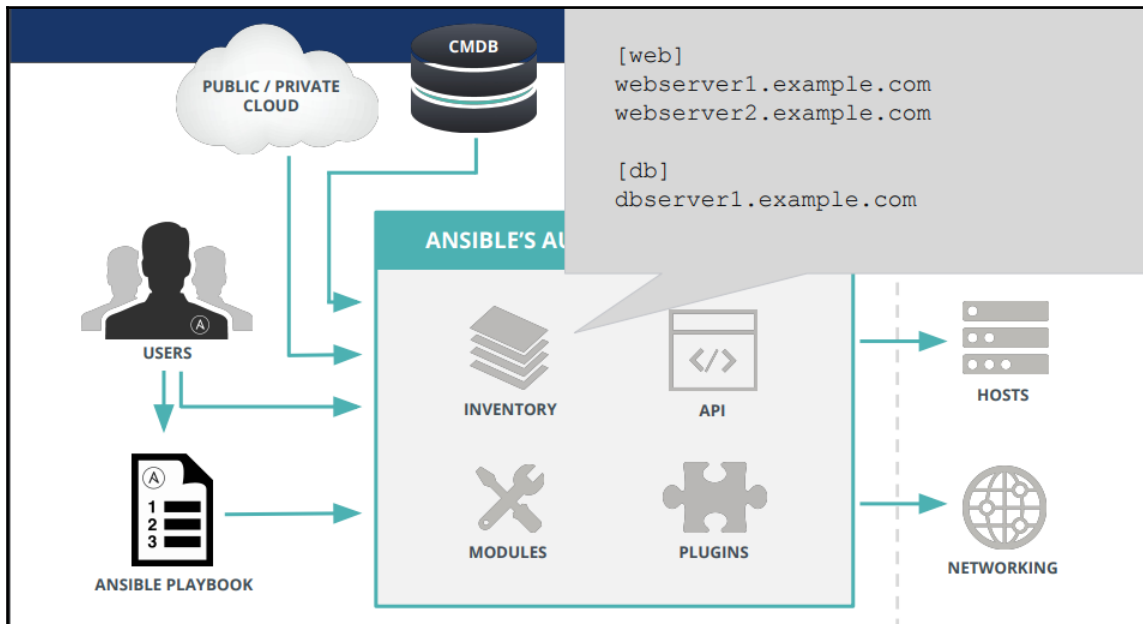 PUBLIC / PRIVATE
CLOUD
CMDB
[web]
webserver1.example.com
webserver2.example.com
[db]
dbserver1.example.com
ANSIBLE'S AU
USERS
INVENTORY
</>
API
HOSTS
A
1
2
3
ANSIBLE PLAYBOOK
MODULES
PLUGINS
NETWORKING